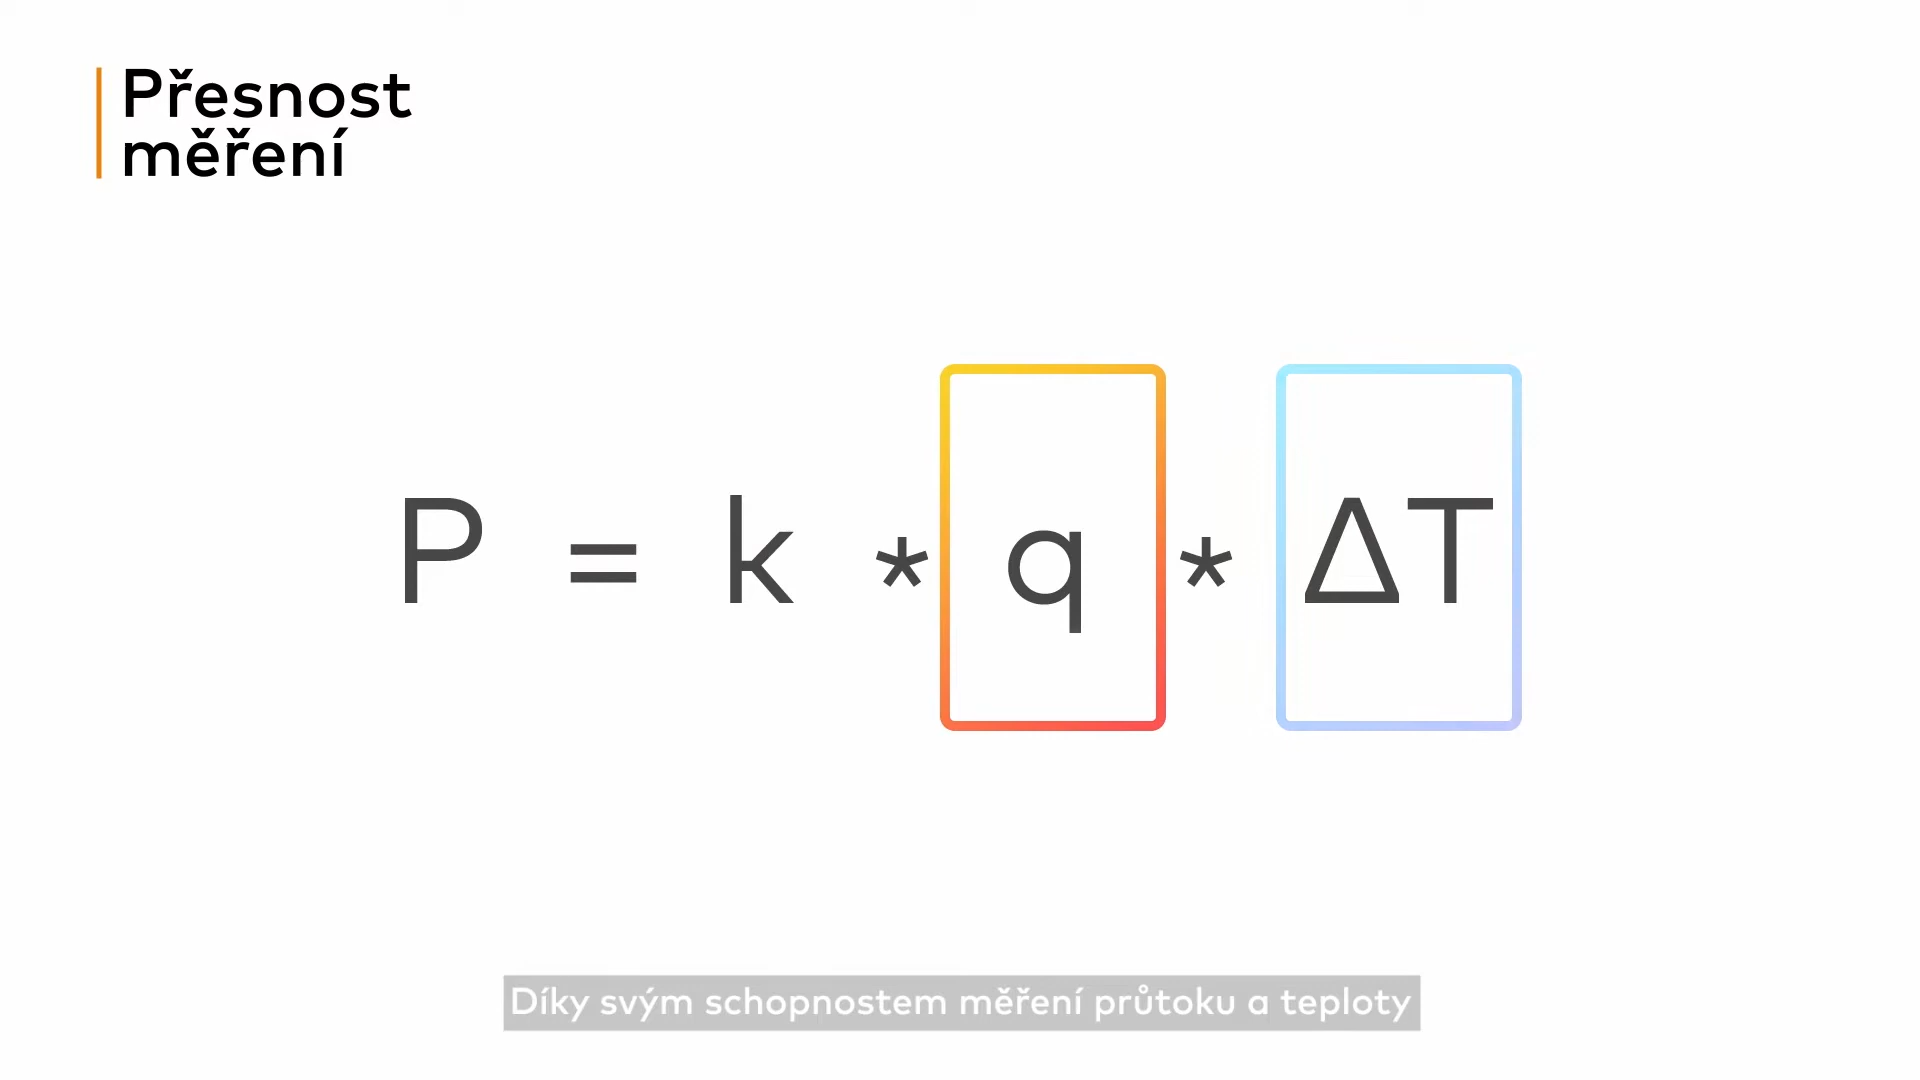 Přesnost
měření
P = k * q * ΔT
Díky svým schopnostem měření průtoku a teploty